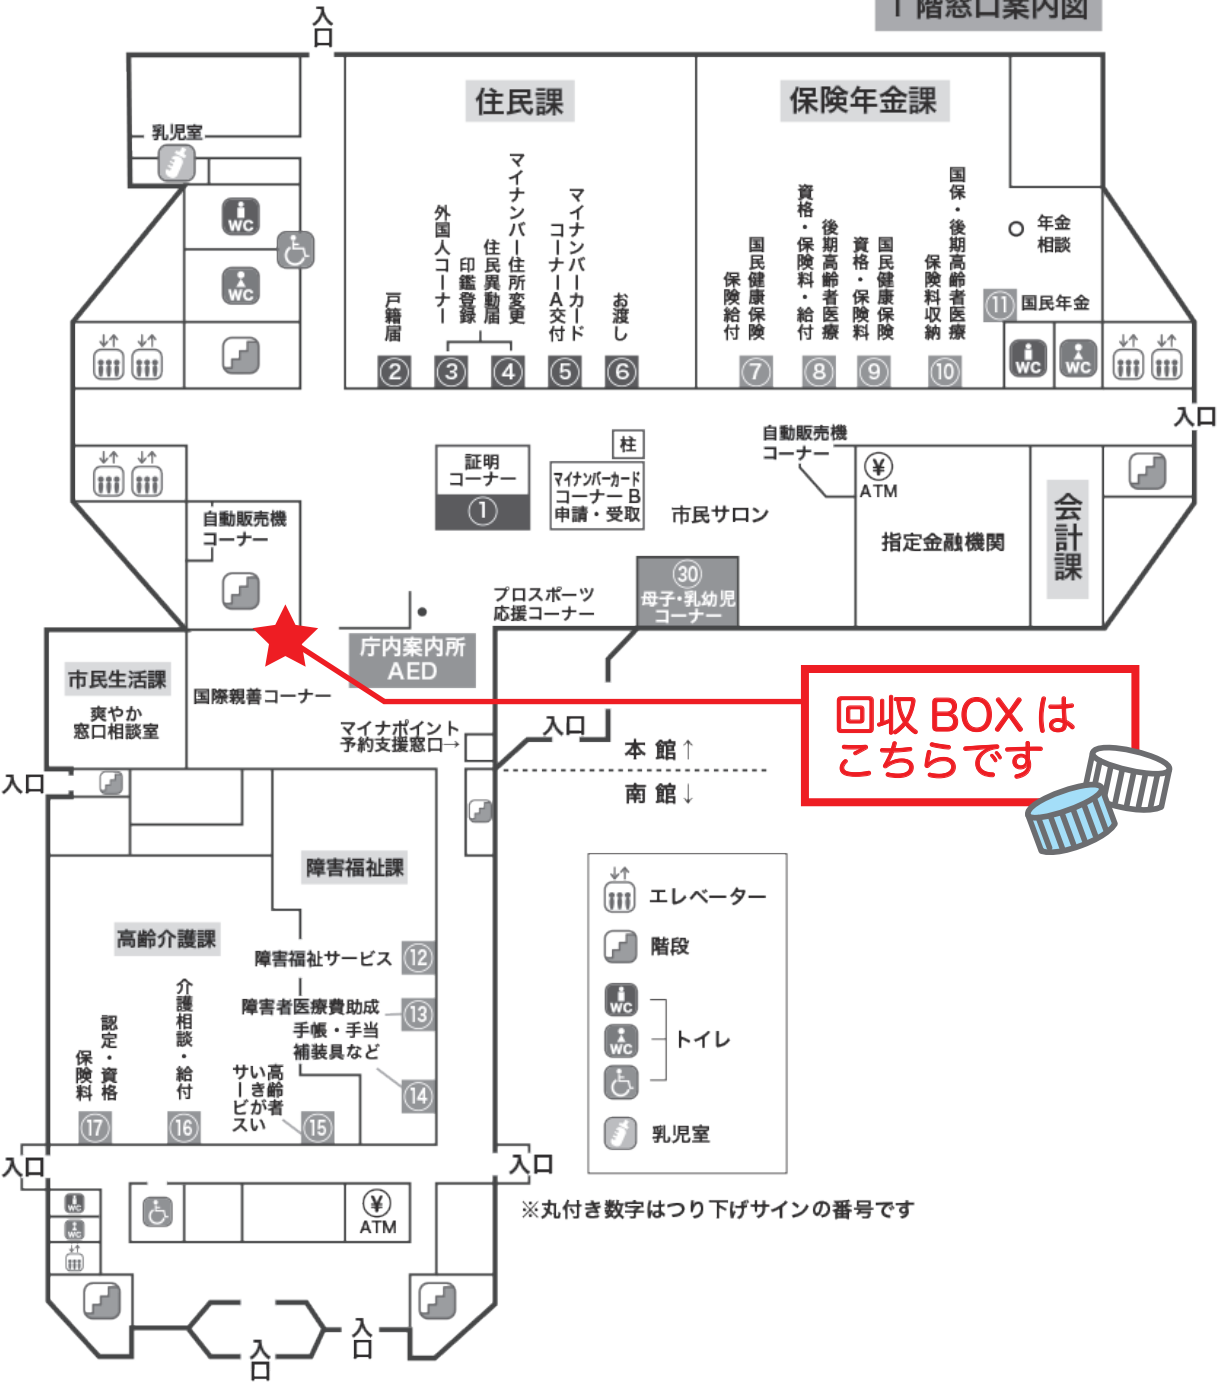 1階窓口案内図
入口
住民課
保険年金課
乳児室
WC
WC
戸籍届
②
外国人コーナー
③
印鑑登録
住民異動届
マイナンバー住所変更
④
マイナンバーカード
コーナーA交付
⑤
お渡し
⑥
国民健康保険
保険給付
⑦
後期高齢者医療
資格・保険料・給付
⑧
国民健康保険
資格・保険料
⑨
国保・後期高齢者医療
保険料収納
⑩
年金
相談
⑪
国民年金
WC
WC
入口
証明
コーナー
①
柱
マイナンバーカード
コーナー B
申請・受取
市民サロン
自動販売機
コーナー
¥
ATM
指定金融機関
会計課
自動販売機
コーナー
プロスポーツ
応援コーナー
㉚
母子・乳幼児
コーナー
庁内案内所
AED
市民生活課
爽やか
窓口相談室
国際親善コーナー
マイナポイント
予約支援窓口→
入口
本 館↑
南 館↓
回収 BOX は
こちらです
入口
障害福祉課
高齢介護課
障害福祉サービス
⑫
障害者医療費助成
⑬
手帳・手当
補装具など
⑭
高齢者
いきがい
サービス
⑮
介護相談・給付
⑯
認定・資格
保険料
⑰
エレベーター
階段
WC
WC
トイレ
乳児室
入口
入口
WC
WC
¥
ATM
※丸付き数字はつり下げサインの番号です
入口
入口